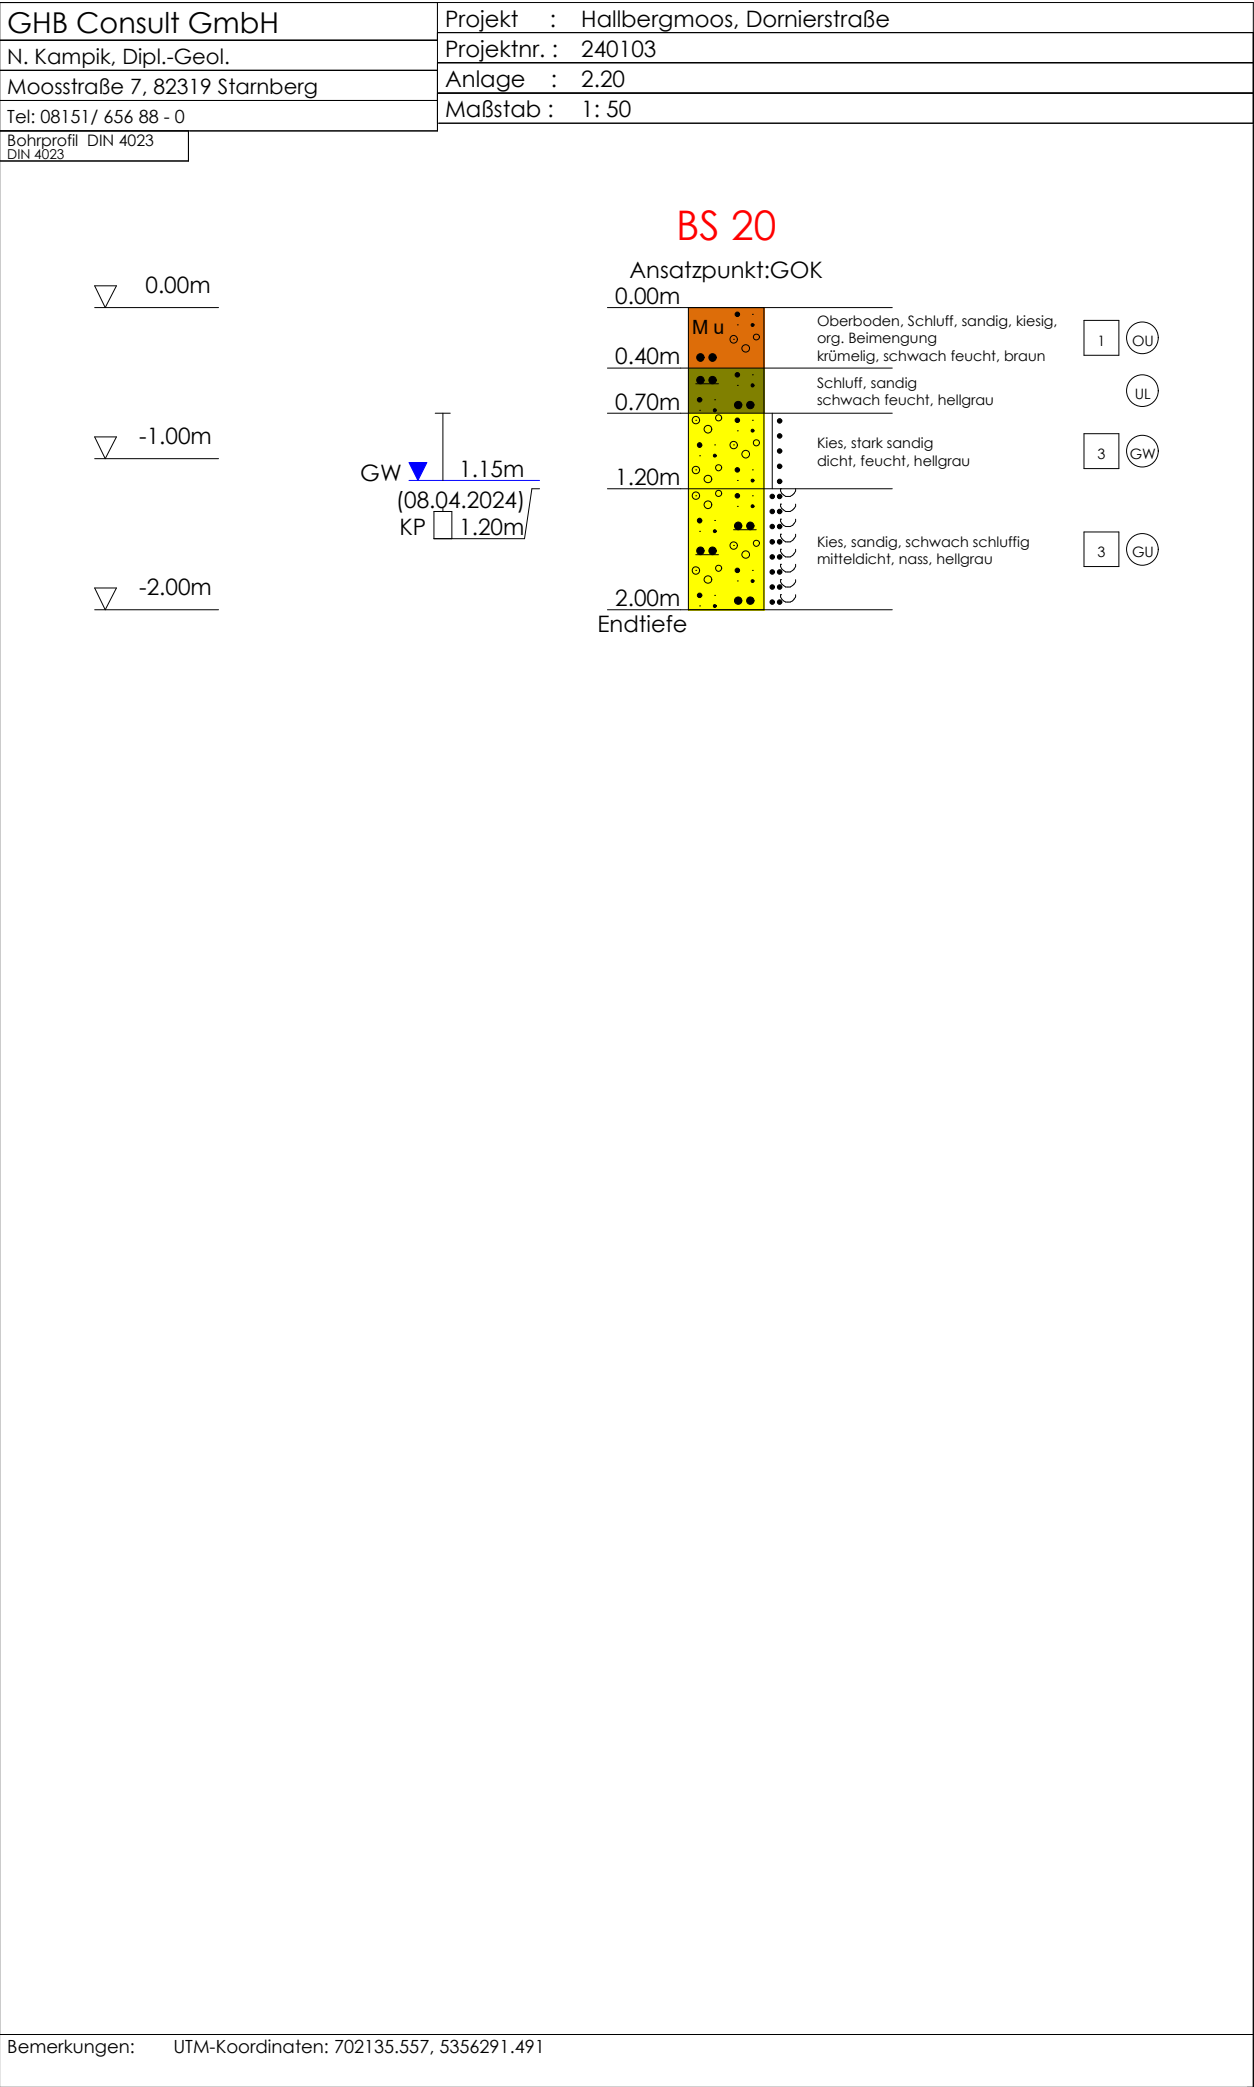 GHB Consult GmbH
N. Kampik, Dipl.-Geol.
Moosstraße 7, 82319 Starnberg
Tel: 08151/ 656 88 - 0
Bohrprofil DIN 4023
DIN 4023
Projekt : Hallbergmoos, Dornierstraße
Projektnr. : 240103
Anlage : 2.20
Maßstab : 1: 50
BS 20
Ansatzpunkt:GOK
0.00m
0.00m
Mu
Oberboden, Schluff, sandig, kiesig,
org. Beimengung
krümelig, schwach feucht, braun
1 OU
0.40m
Schluff, sandig
schwach feucht, hellgrau
UL
0.70m
-1.00m
Kies, stark sandig
dicht, feucht, hellgrau
3 GW
GW 1.15m
(08.04.2024)
KP 1.20m
1.20m
Kies, sandig, schwach schluffig
mitteldicht, nass, hellgrau
3 GU
-2.00m
2.00m
Endtiefe
Bemerkungen: UTM-Koordinaten: 702135.557, 5356291.491